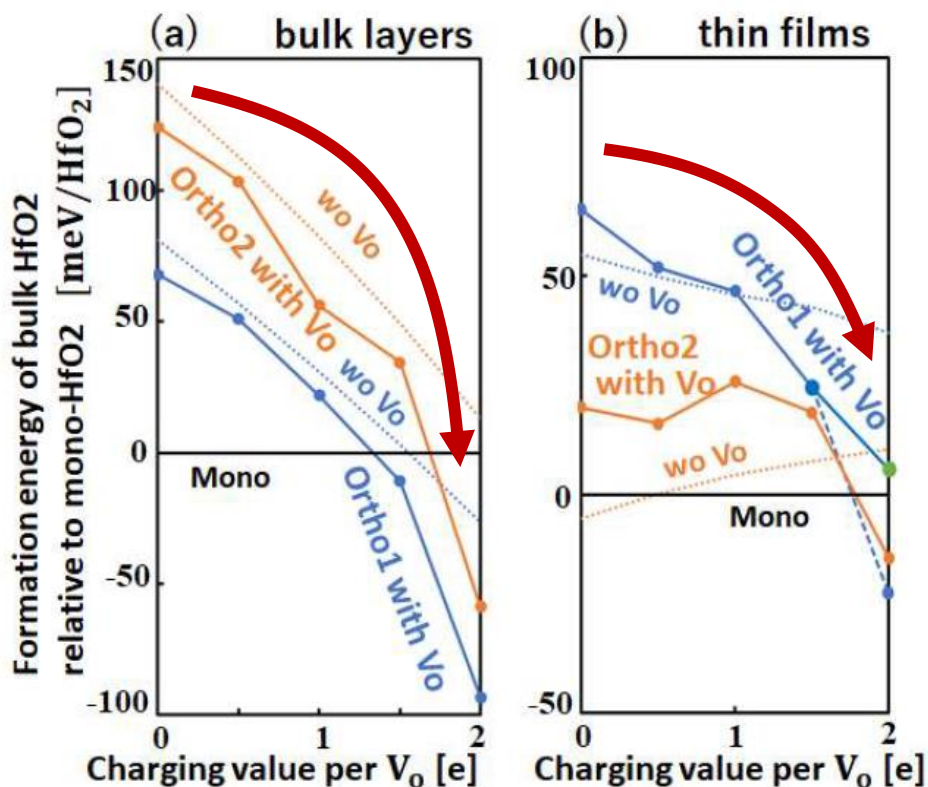 (a) bulk layers
Formation energy of bulk HfO2
relative to mono-HfO2 [meV/HfO₂]
150
100
50
0
-50
-100
wo Vo
Ortho2 with Vo
wo Vo
Mono
Ortho1 with Vo
0 1 2
Charging value per Vₒ [e]
(b) thin films
100
50
0
-50
Ortho1 with Vo
wo Vo
Ortho2
with Vo
wo Vo
Mono
0 1 2
Charging value per Vₒ [e]